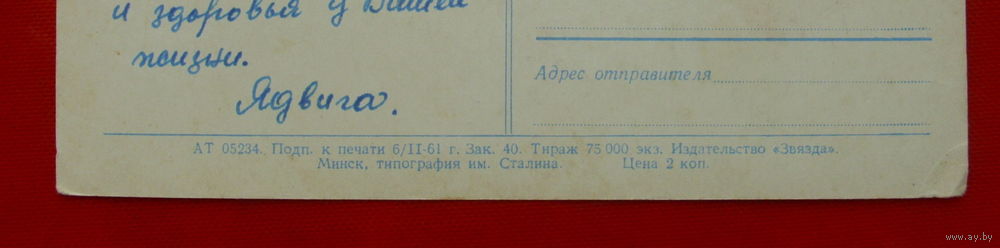 и здоровья у Вашей
жизни.
Ядвига.
Адрес отправителя
АТ 05234. Подп. к печати 6/II-61 г. Зак. 40. Тираж 75 000 экз. Издательство «Звязда».
Минск, типография им. Сталина. Цена 2 коп.
www.ay.by